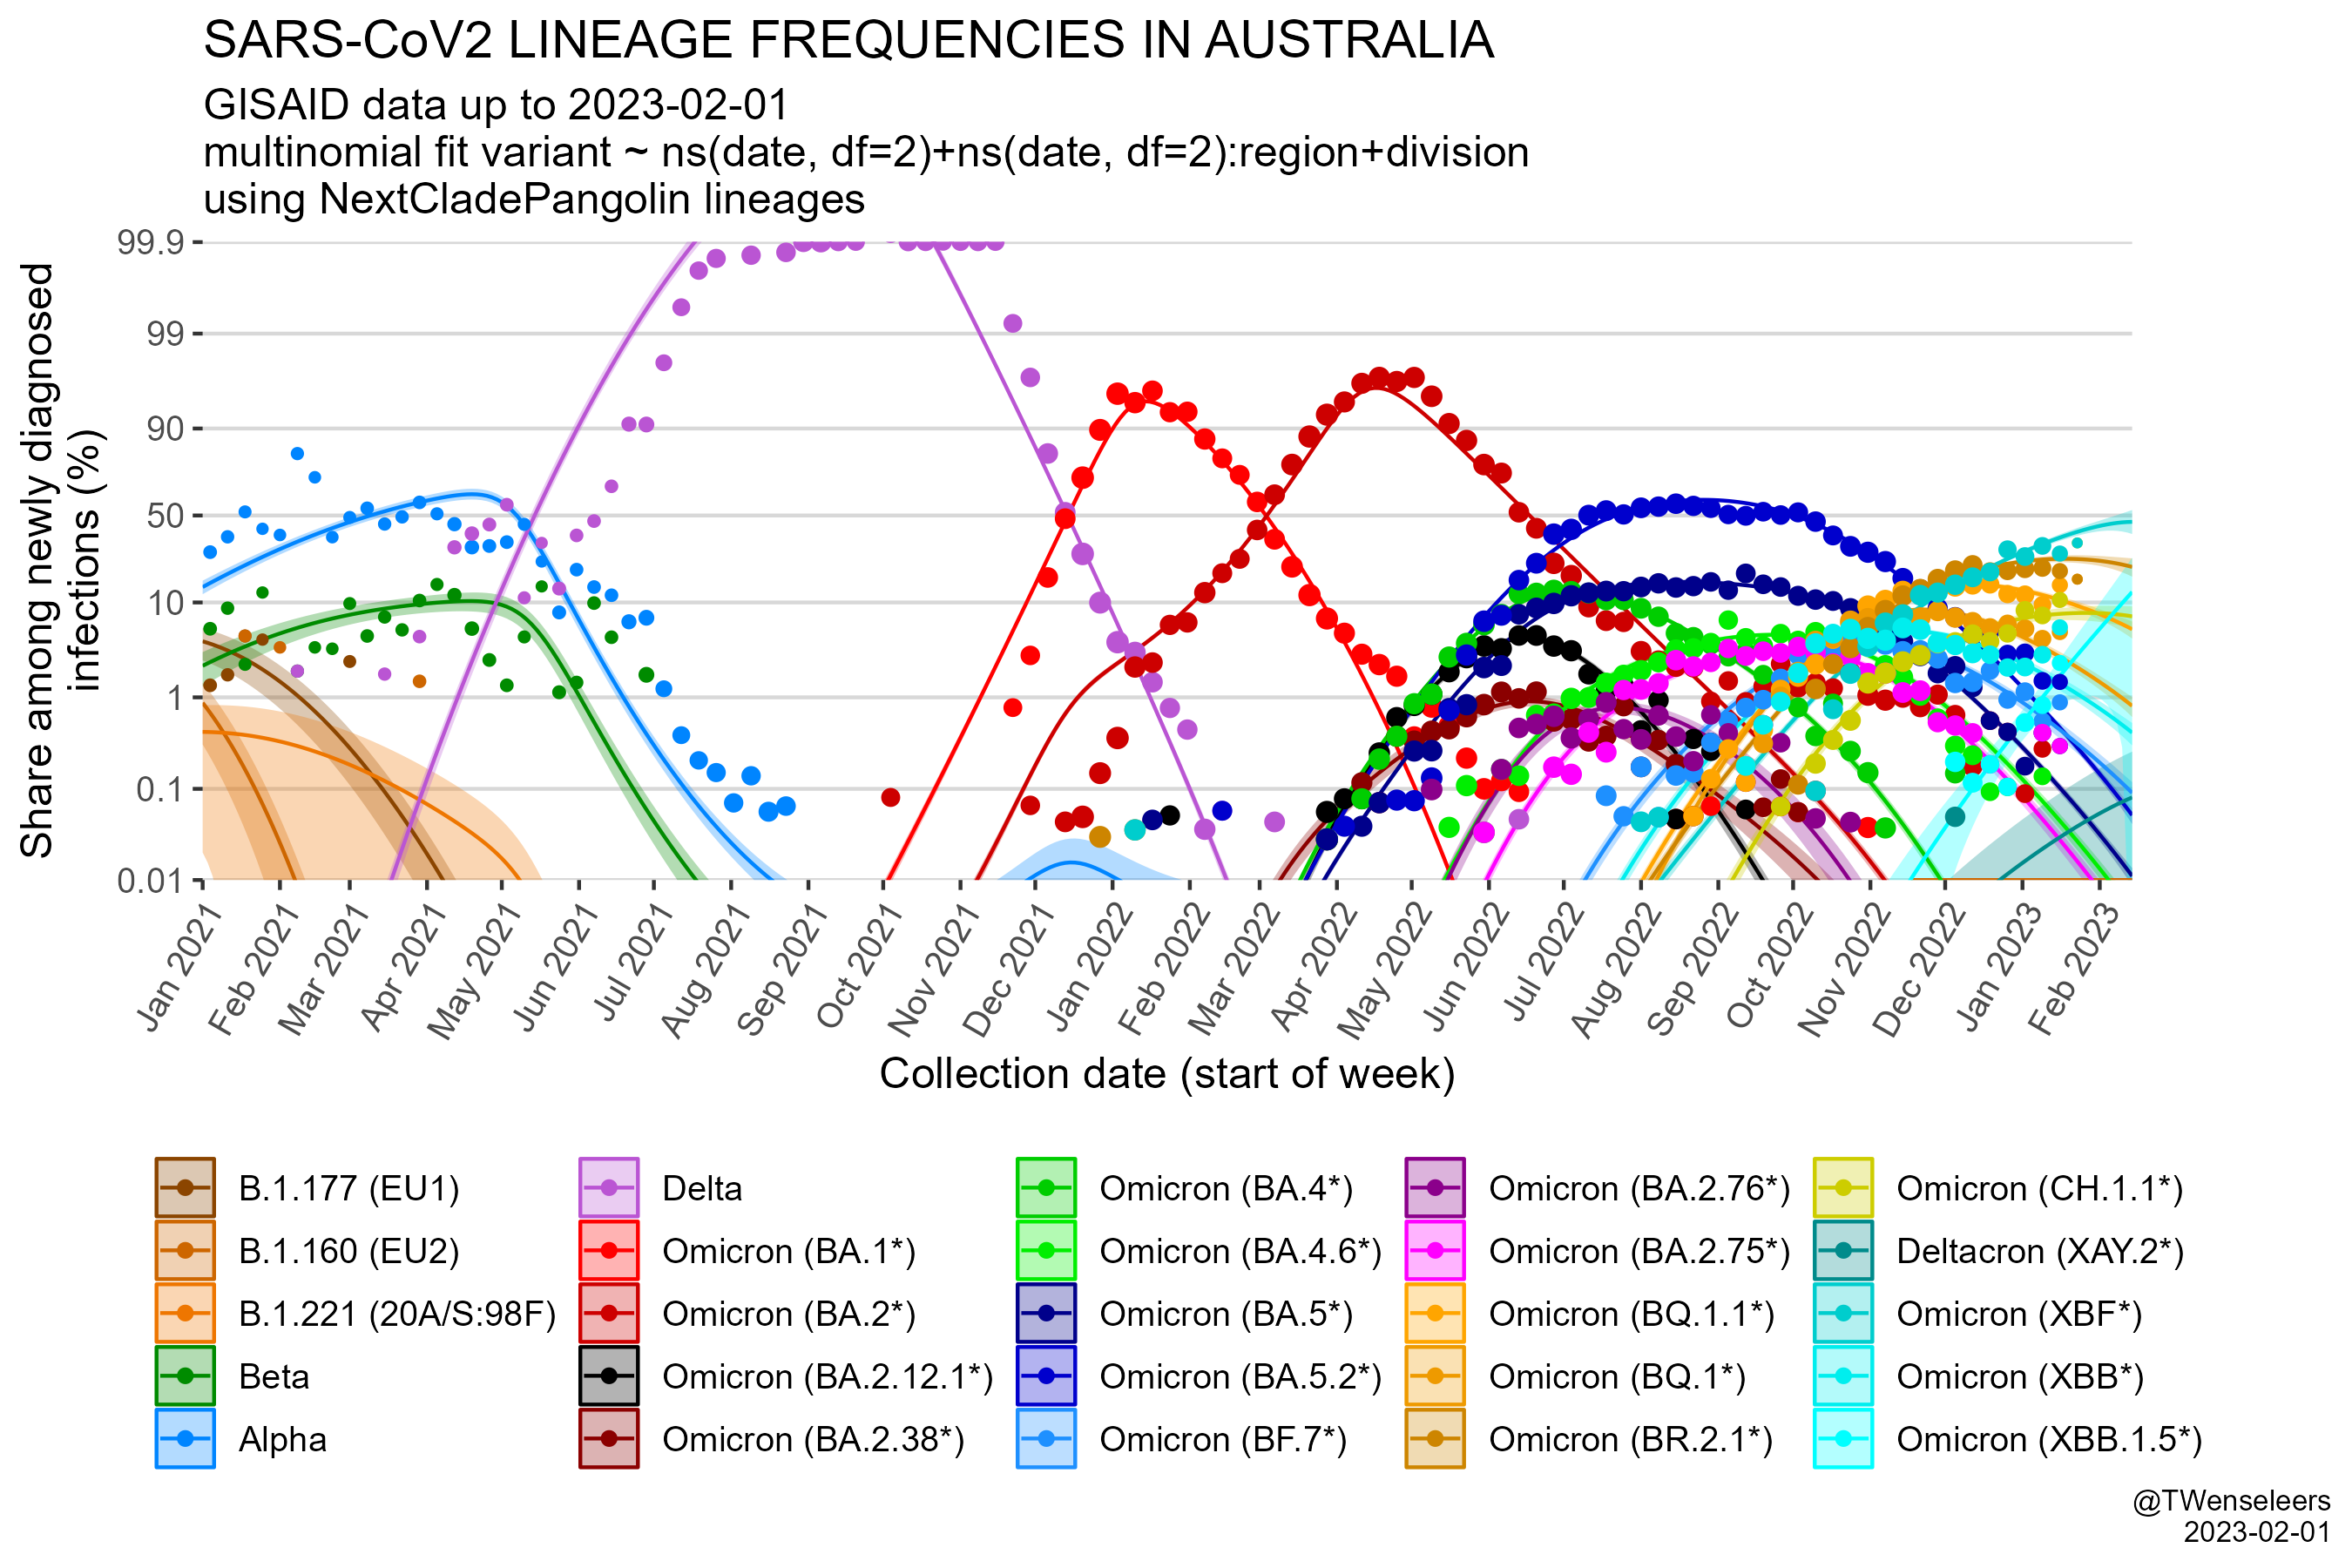 SARS-CoV2 LINEAGE FREQUENCIES IN AUSTRALIA
GISAID data up to 2023-02-01
multinomial fit variant ~ ns(date, df=2)+ns(date, df=2):region+division
using NextCladePangolin lineages
Share among newly diagnosed
infections (%)
99.9
99
90
50
10
1
0.1
0.01
Jan 2021
Feb 2021
Mar 2021
Apr 2021
May 2021
Jun 2021
Jul 2021
Aug 2021
Sep 2021
Oct 2021
Nov 2021
Dec 2021
Jan 2022
Feb 2022
Mar 2022
Apr 2022
May 2022
Jun 2022
Jul 2022
Aug 2022
Sep 2022
Oct 2022
Nov 2022
Dec 2022
Jan 2023
Feb 2023
Collection date (start of week)
B.1.177 (EU1)
B.1.160 (EU2)
B.1.221 (20A/S:98F)
Beta
Alpha
Delta
Omicron (BA.1*)
Omicron (BA.2*)
Omicron (BA.2.12.1*)
Omicron (BA.2.38*)
Omicron (BA.4*)
Omicron (BA.4.6*)
Omicron (BA.5*)
Omicron (BA.5.2*)
Omicron (BF.7*)
Omicron (BA.2.76*)
Omicron (BA.2.75*)
Omicron (BQ.1.1*)
Omicron (BQ.1*)
Omicron (BR.2.1*)
Omicron (CH.1.1*)
Deltacron (XAY.2*)
Omicron (XBF*)
Omicron (XBB*)
Omicron (XBB.1.5*)
@TWenseleers
2023-02-01